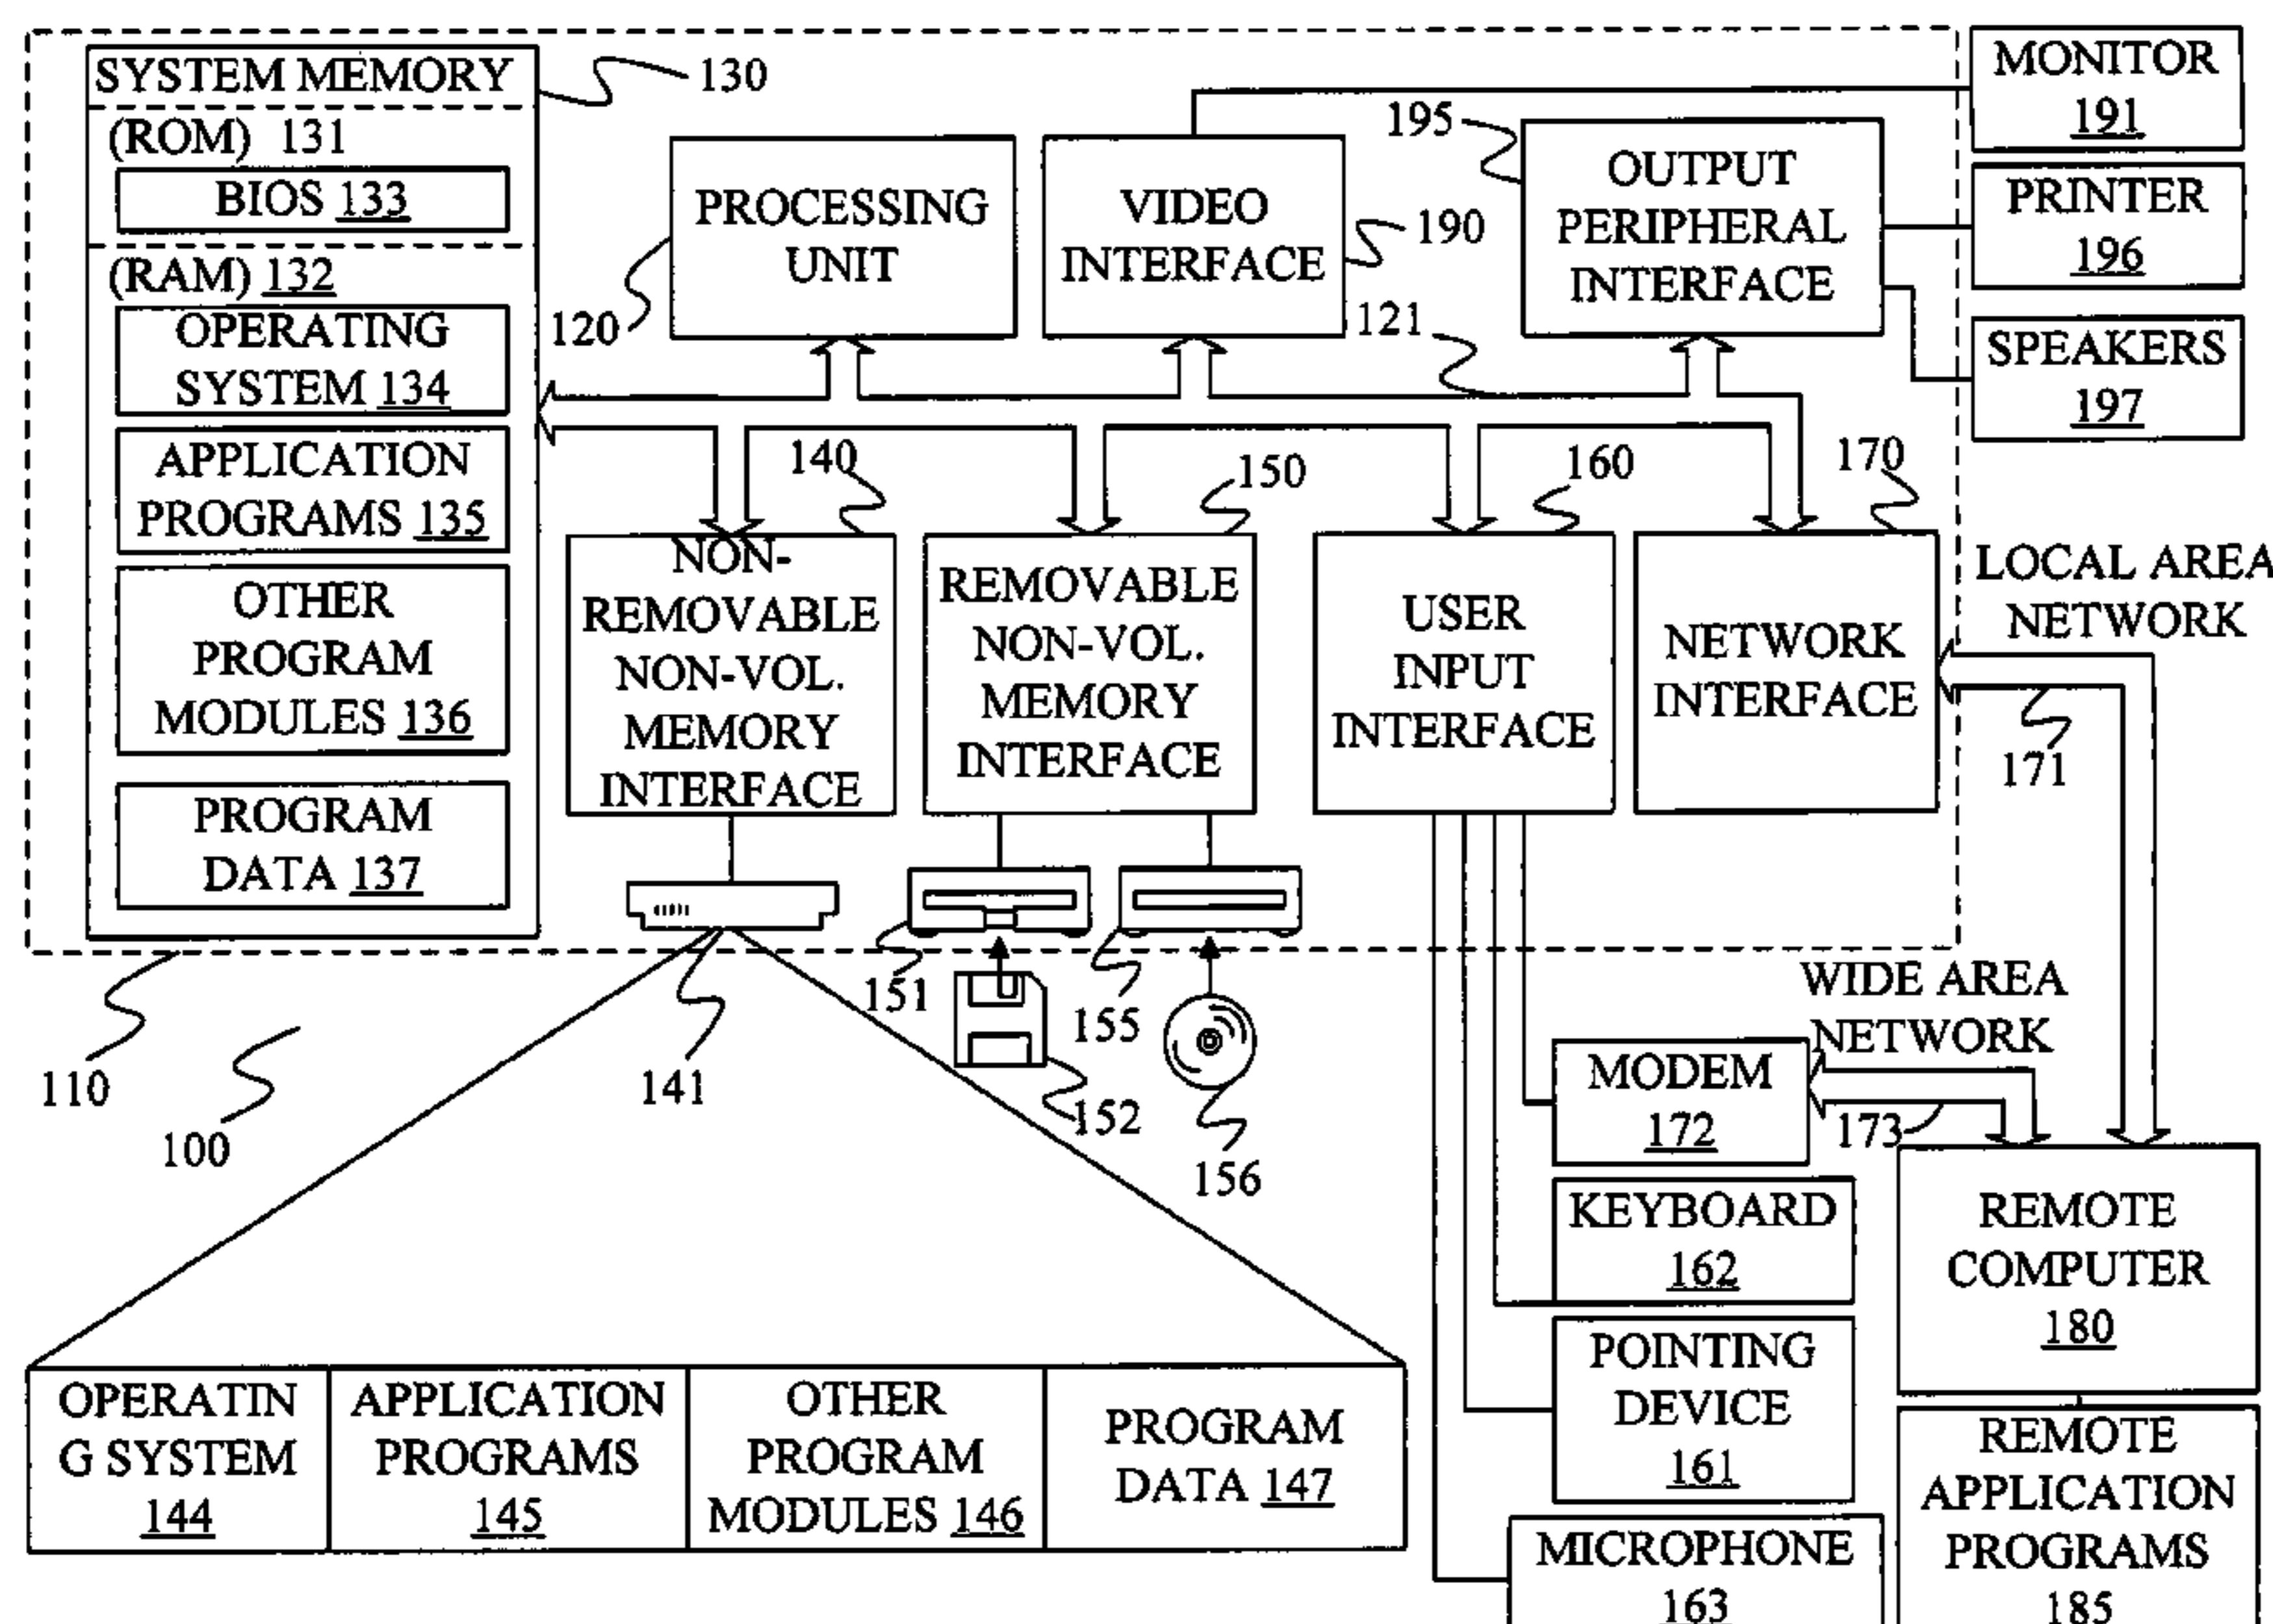 SYSTEM MEMORY
130
(ROM) 131
BIOS 133
(RAM) 132
OPERATING
SYSTEM 134
APPLICATION
PROGRAMS 135
OTHER
PROGRAM
MODULES 136
PROGRAM
DATA 137
PROCESSING
UNIT
120
VIDEO
INTERFACE
190
121
195
OUTPUT
PERIPHERAL
INTERFACE
MONITOR
191
PRINTER
196
SPEAKERS
197
140
NON-
REMOVABLE
NON-VOL.
MEMORY
INTERFACE
150
REMOVABLE
NON-VOL.
MEMORY
INTERFACE
160
USER
INPUT
INTERFACE
170
NETWORK
INTERFACE
LOCAL AREA
NETWORK
171
110
100
141
151
152
155
156
WIDE AREA
NETWORK
MODEM
172
173
KEYBOARD
162
POINTING
DEVICE
161
MICROPHONE
163
REMOTE
COMPUTER
180
REMOTE
APPLICATION
PROGRAMS
185
OPERATIN
G SYSTEM
144
APPLICATION
PROGRAMS
145
OTHER
PROGRAM
MODULES 146
PROGRAM
DATA 147